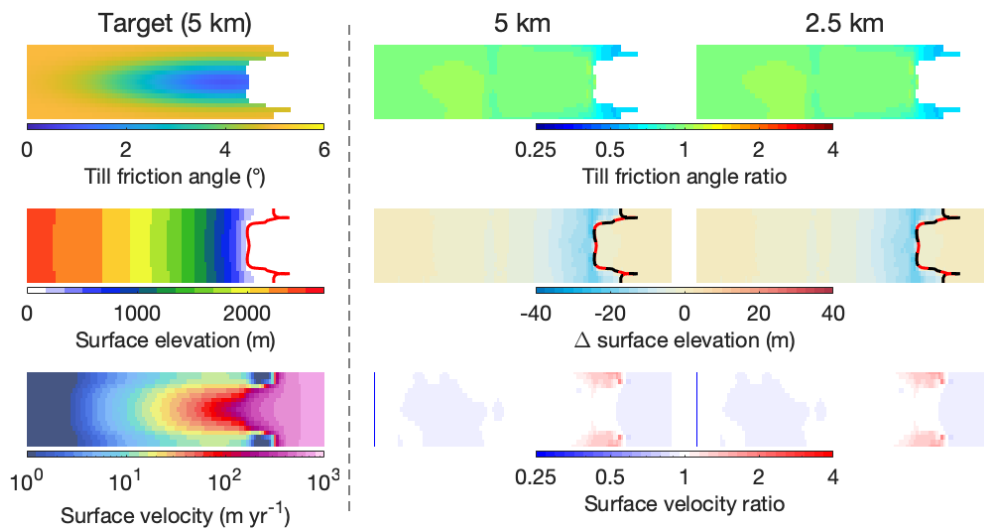 Target (5 km)
5 km
2.5 km
0 2 4 6
Till friction angle (°)
0.25 0.5 1 2 4
Till friction angle ratio
0 1000 2000
Surface elevation (m)
-40 -20 0 20 40
Δ surface elevation (m)
10⁰ 10¹ 10² 10³
Surface velocity (m yr⁻¹)
0.25 0.5 1 2 4
Surface velocity ratio